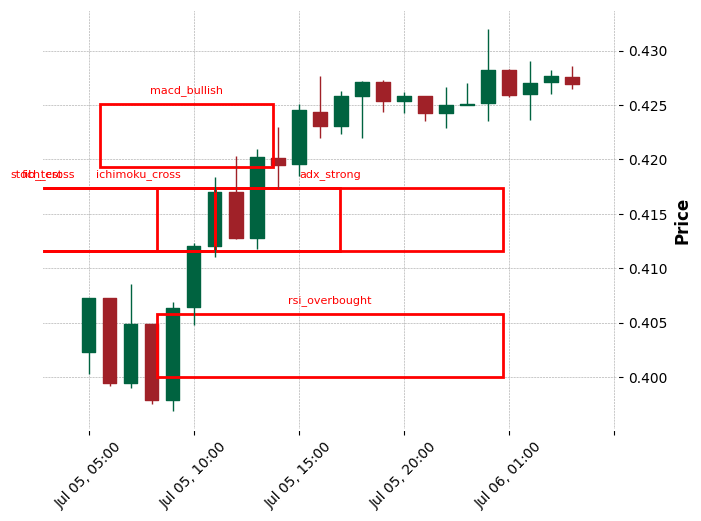 macd_bullish
ichimoku_cross
adx_strong
rsi_overbought
0.430
0.425
0.420
0.415
0.410
0.405
0.400
Price
Jul 05, 05:00
Jul 05, 10:00
Jul 05, 15:00
Jul 05, 20:00
Jul 06, 01:00